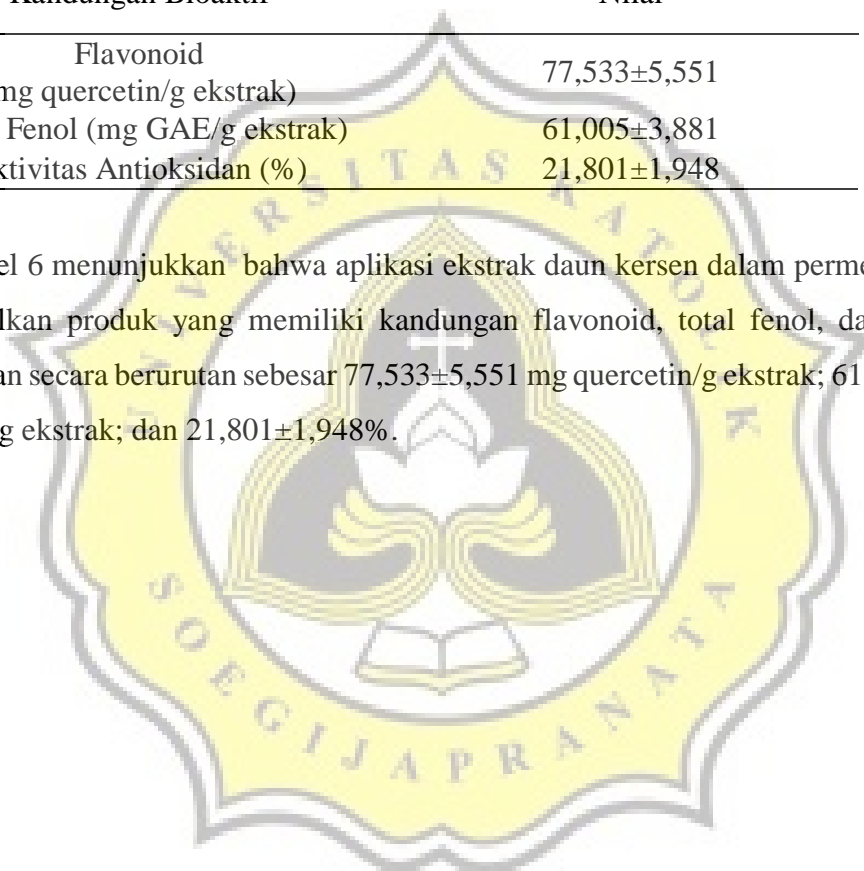 Kandungan Bioaktif Nilai
Flavonoid
mg quercetin/g ekstrak) 77,533±5,551
Fenol (mg GAE/g ekstrak) 61,005±3,881
ktivitas Antioksidan (%) 21,801±1,948
el 6 menunjukkan bahwa aplikasi ekstrak daun kersen dalam perme
lkan produk yang memiliki kandungan flavonoid, total fenol, da
an secara berurutan sebesar 77,533±5,551 mg quercetin/g ekstrak; 61
g ekstrak; dan 21,801±1,948%.
UNIVERSITAS KATOLIK
SOEGIJAPRANATA